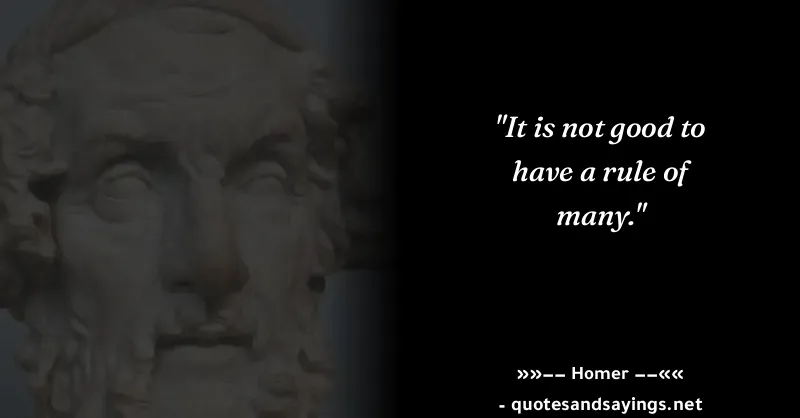 "It is not good to
have a rule of
many."
»»–– Homer ––««
- quotesandsayings.net